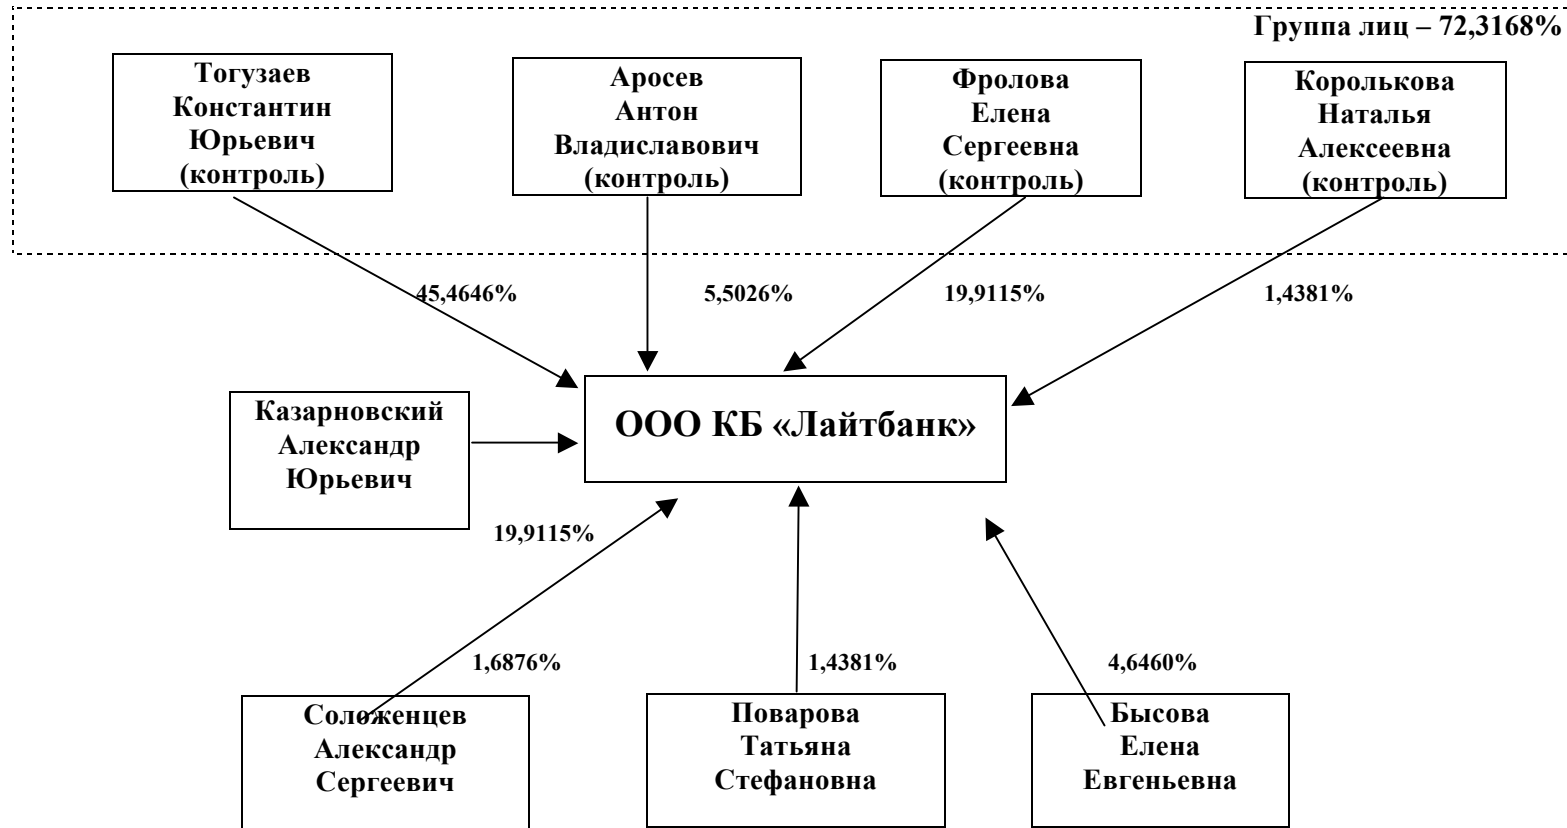 Группа лиц – 72,3168%
Тогузаев
Константин
Юрьевич
(контроль)
Аросев
Антон
Владиславович
(контроль)
Фролова
Елена
Сергеевна
(контроль)
Королькова
Наталья
Алексеевна
(контроль)
45,4646%
5,5026%
19,9115%
1,4381%
Казарновский
Александр
Юрьевич
ООО КБ «Лайтбанк»
19,9115%
1,6876%
1,4381%
4,6460%
Соложенцев
Александр
Сергеевич
Поварова
Татьяна
Стефановна
Бысова
Елена
Евгеньевна